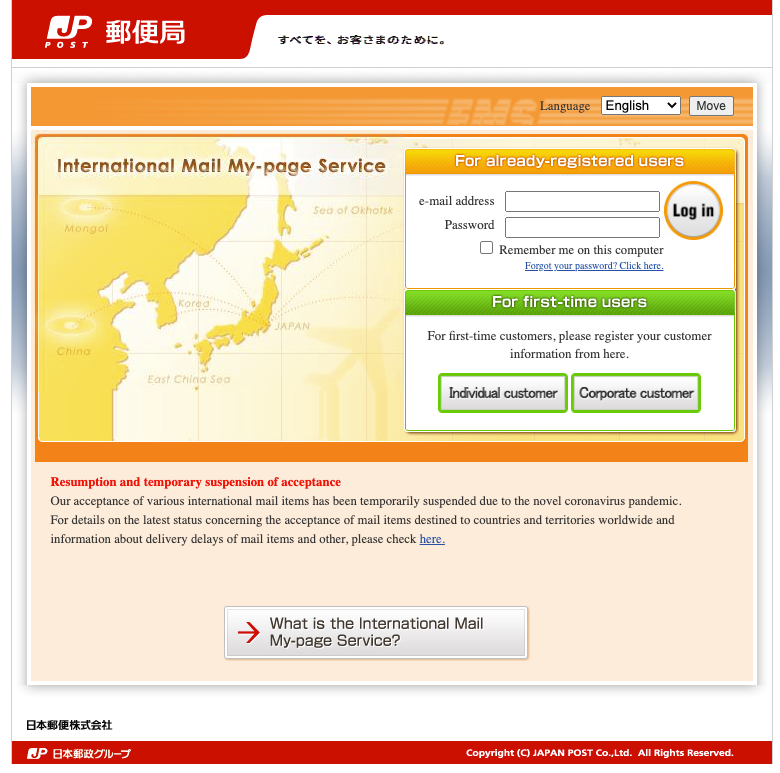 JP POST 郵便局
すべてを、お客さまのために。
EMS
Language English Move
International Mail My-page Service
Mongol
Sea of Okhotsk
Korea
JAPAN
China
East China Sea
For already-registered users
e-mail address
Password
Log in
Remember me on this computer
Forgot your password? Click here.
For first-time users
For first-time customers, please register your customer
information from here.
Individual customer Corporate customer
Resumption and temporary suspension of acceptance
Our acceptance of various international mail items has been temporarily suspended due to the novel coronavirus pandemic.
For details on the latest status concerning the acceptance of mail items destined to countries and territories worldwide and
information about delivery delays of mail items and other, please check here.
What is the International Mail
My-page Service?
日本郵便株式会社
JP 日本郵政グループ
Copyright (C) JAPAN POST Co.,Ltd. All Rights Reserved.